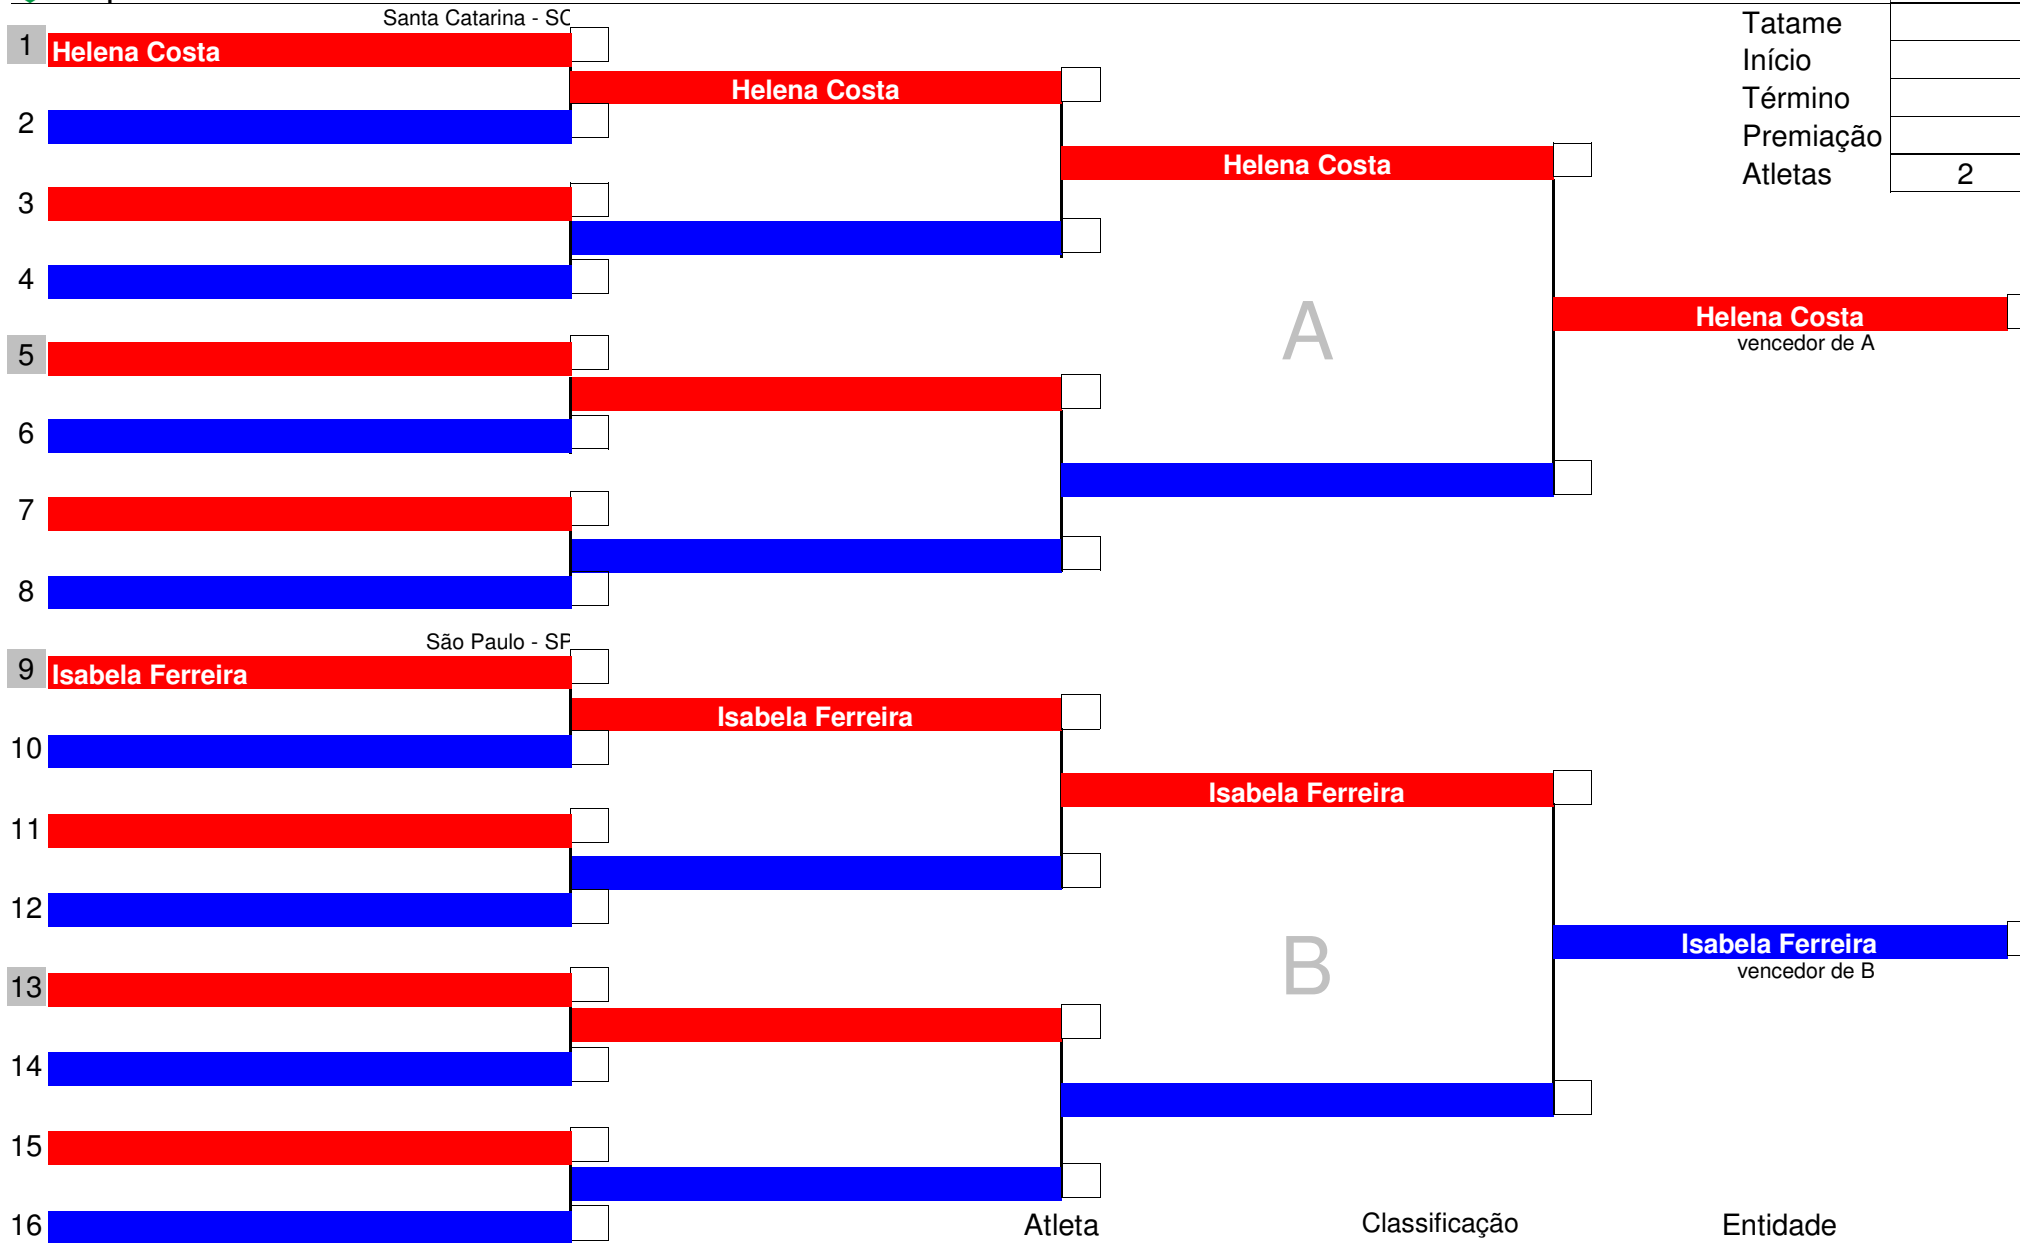 Santa Catarina - SC
Tatame
1 Helena Costa
Início
Helena Costa
Término
2
Premiação
Helena Costa
Atletas 2
3
4
A
Helena Costa
vencedor de A
5
6
7
8
São Paulo - SP
9 Isabela Ferreira
Isabela Ferreira
10
Isabela Ferreira
11
12
B
Isabela Ferreira
vencedor de B
13
14
15
16
Atleta Classificação Entidade